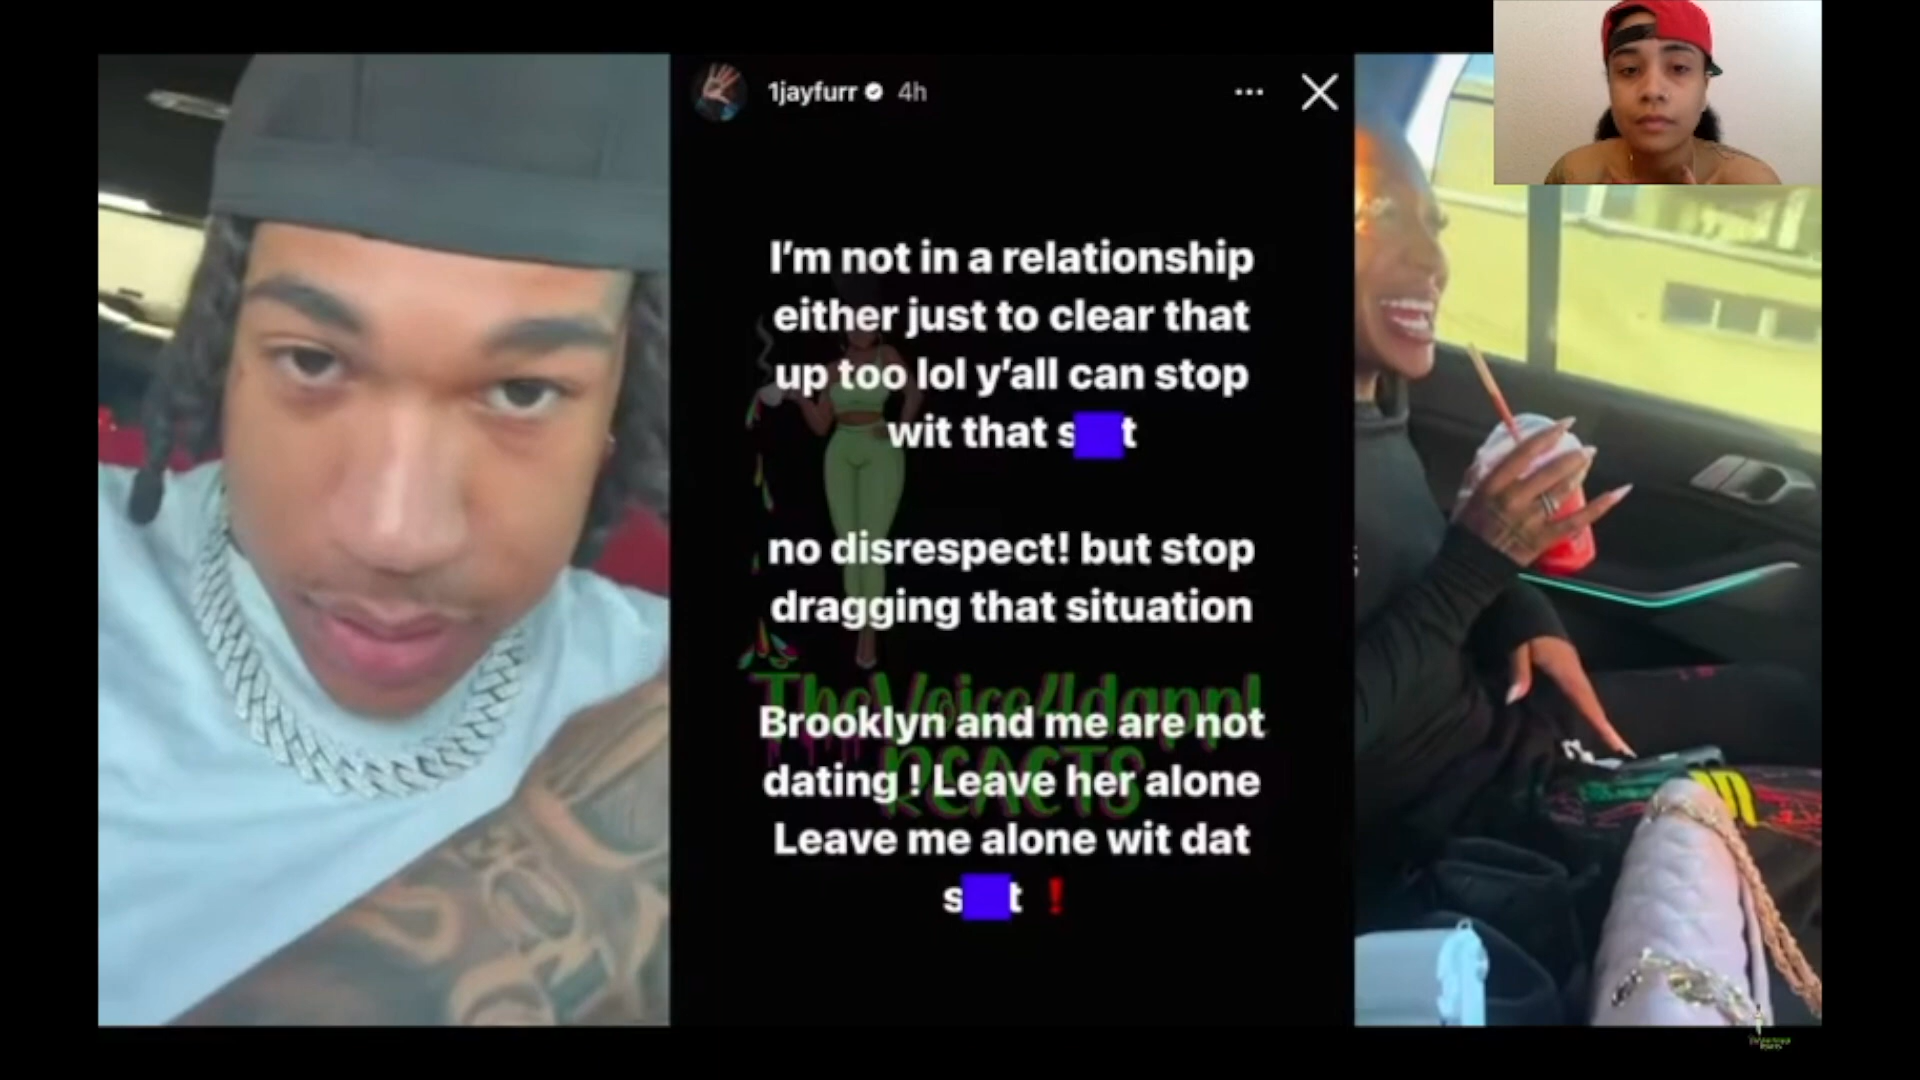 1jayfurr 4h
I'm not in a relationship
either just to clear that
up too lol y'all can stop
wit that s t
no disrespect! but stop
dragging that situation
TheVoice4dappl
Brooklyn and me are not
REACTS
dating ! Leave her alone
Leave me alone wit dat
s t !